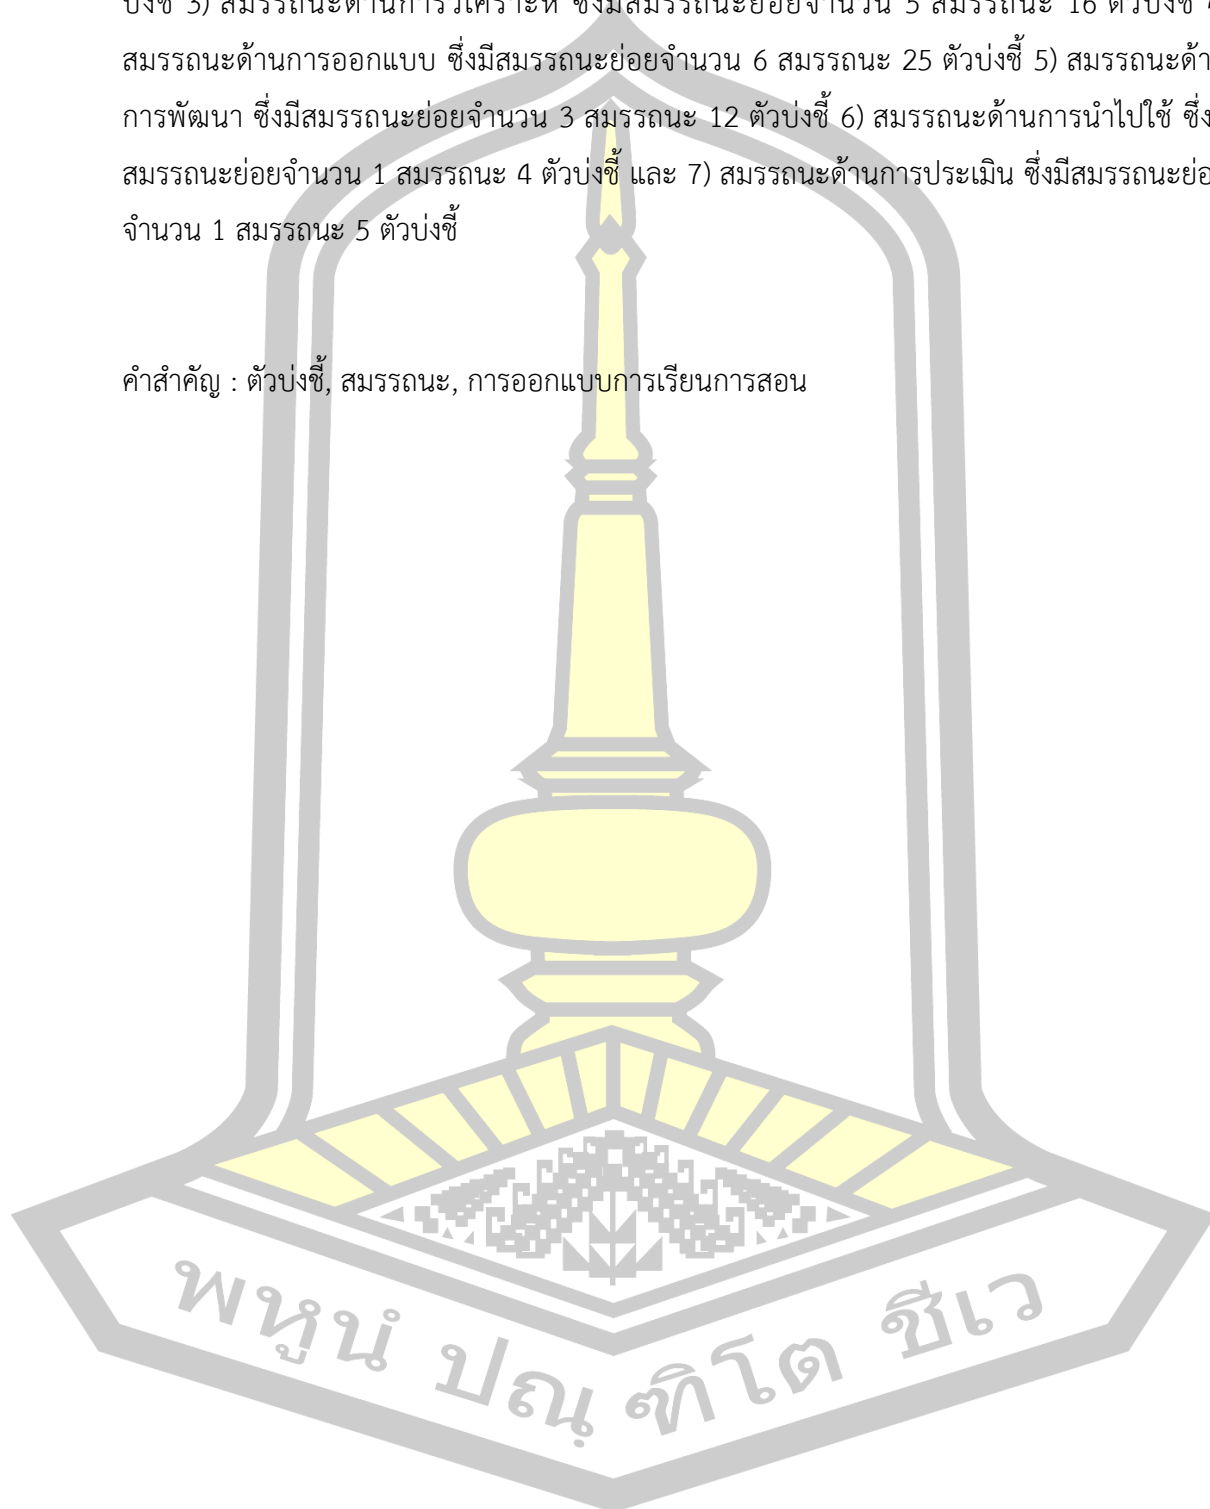 บ่งชี้ 3) สมรรถนะด้านการวิเคราะห์ ซึ่งมีสมรรถนะย่อยจำนวน 5 สมรรถนะ 16 ตัวบ่งชี้
สมรรถนะด้านการออกแบบ ซึ่งมีสมรรถนะย่อยจำนวน 6 สมรรถนะ 25 ตัวบ่งชี้ 5) สมรรถนะด้า
การพัฒนา ซึ่งมีสมรรถนะย่อยจำนวน 3 สมรรถนะ 12 ตัวบ่งชี้ 6) สมรรถนะด้านการนำไปใช้ ซึ่ง
สมรรถนะย่อยจำนวน 1 สมรรถนะ 4 ตัวบ่งชี้ และ 7) สมรรถนะด้านการประเมิน ซึ่งมีสมรรถนะย่อ
จำนวน 1 สมรรถนะ 5 ตัวบ่งชี้
คำสำคัญ : ตัวบ่งชี้, สมรรถนะ, การออกแบบการเรียนการสอน
พหูนํ ปณฺฑิโต ชีเว